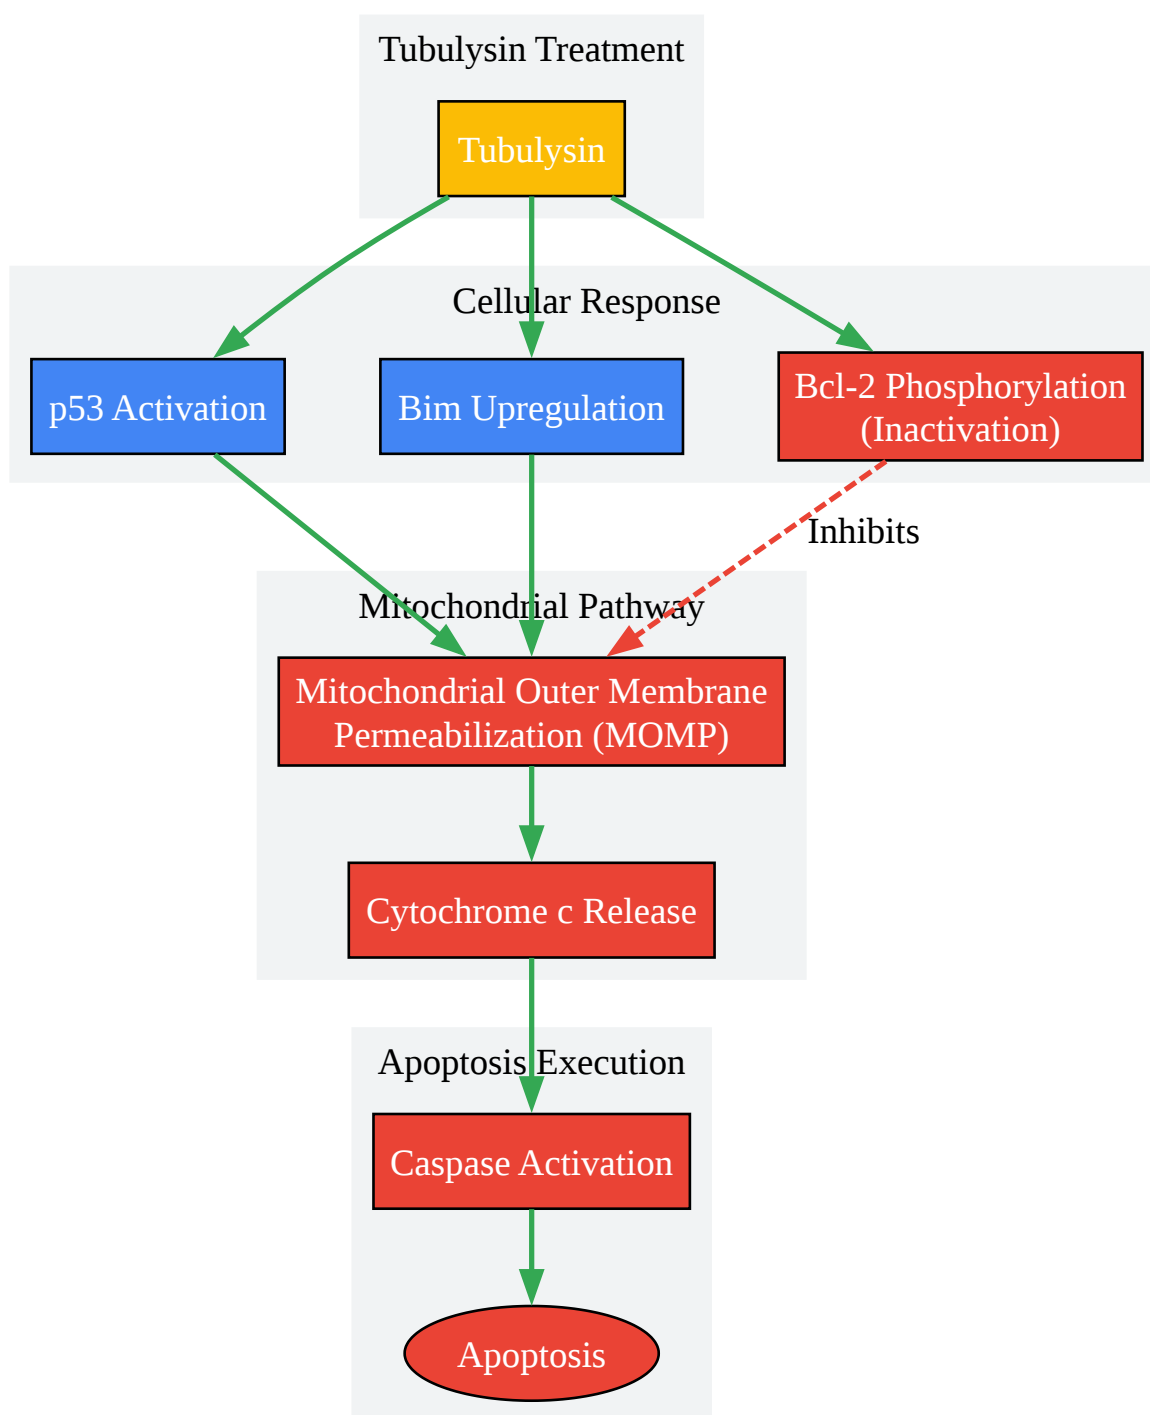 Tubulysin Treatment
Tubulysin
Cellular Response
p53 Activation
Bim Upregulation
Bcl-2 Phosphorylation
(Inactivation)
Inhibits
Mitochondrial Pathway
Mitochondrial Outer Membrane
Permeabilization (MOMP)
Cytochrome c Release
Apoptosis Execution
Caspase Activation
Apoptosis